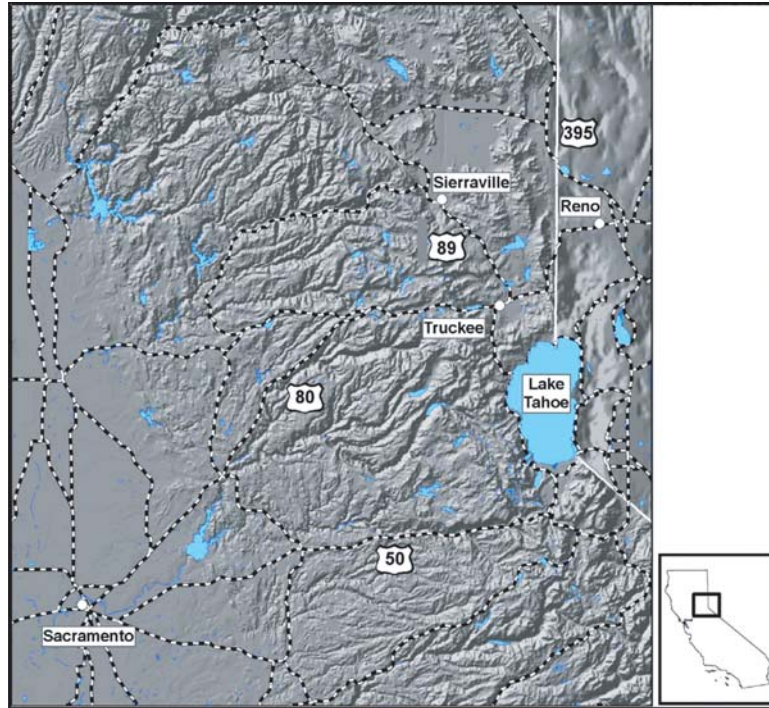 395
Sierraville
Reno
89
Truckee
Lake
Tahoe
80
50
Sacramento